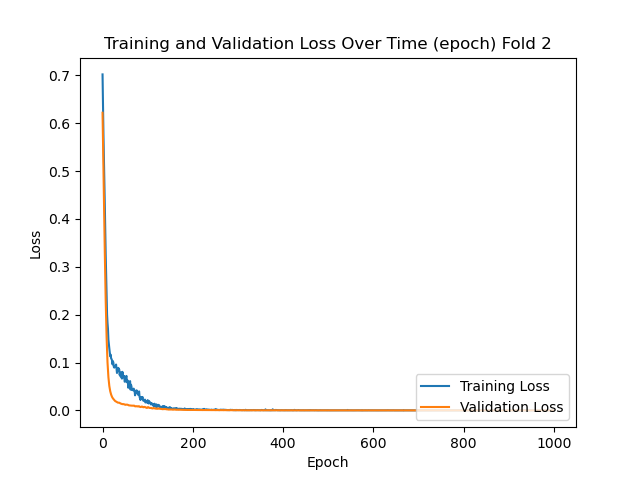 Training and Validation Loss Over Time (epoch) Fold 2
Loss
0.7
0.6
0.5
0.4
0.3
0.2
0.1
0.0
Training Loss
Validation Loss
0 200 400 600 800 1000
Epoch